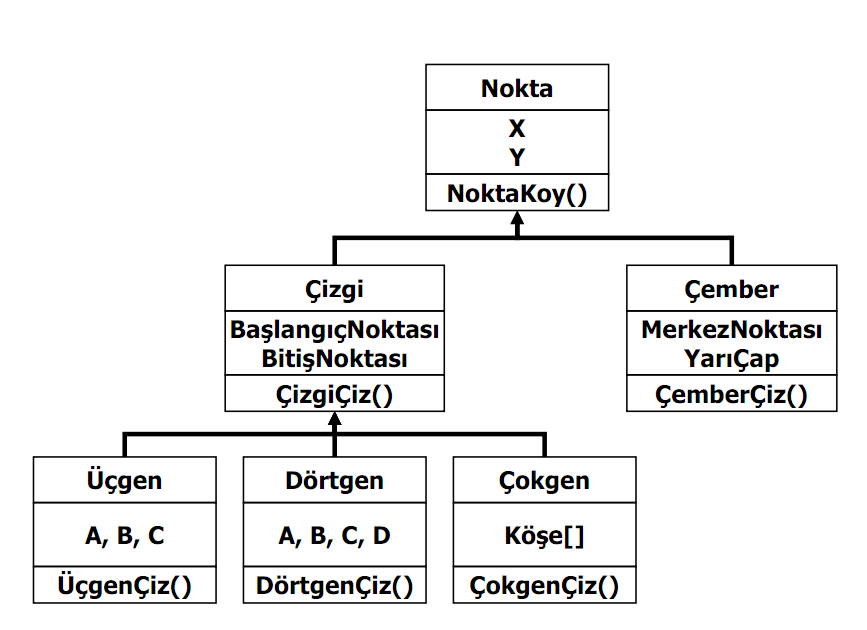 Nokta
X
Y
NoktaKoy()
Çizgi
BaşlangıçNoktası
BitişNoktası
ÇizgiÇiz()
Çember
MerkezNoktası
YarıÇap
ÇemberÇiz()
Üçgen
A, B, C
ÜçgenÇiz()
Dörtgen
A, B, C, D
DörtgenÇiz()
Çokgen
Köşe[]
ÇokgenÇiz()